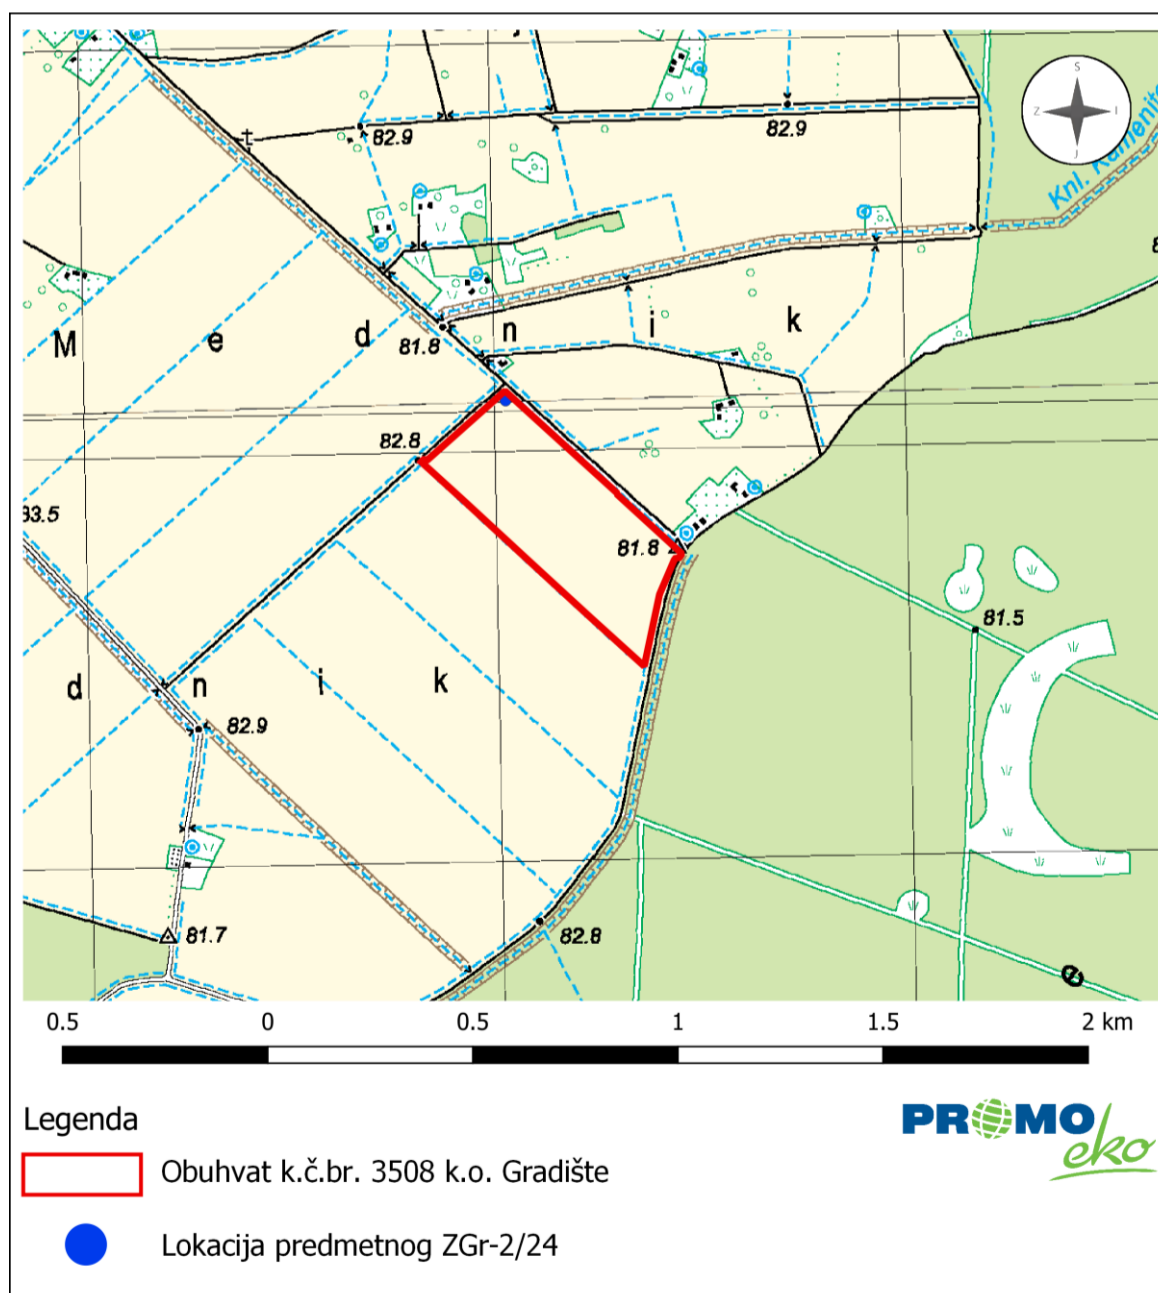 S
Z I
J
Knl. Kamenita
82.9
82.9
M e d n i k
81.8
82.8
83.5
81.8
81.5
d n i k
82.9
82.8
81.7
e
0.5 0 0.5 1 1.5 2 km
Legenda
PROMO
eko
Obuhvat k.č.br. 3508 k.o. Gradište
Lokacija predmetnog ZGr-2/24